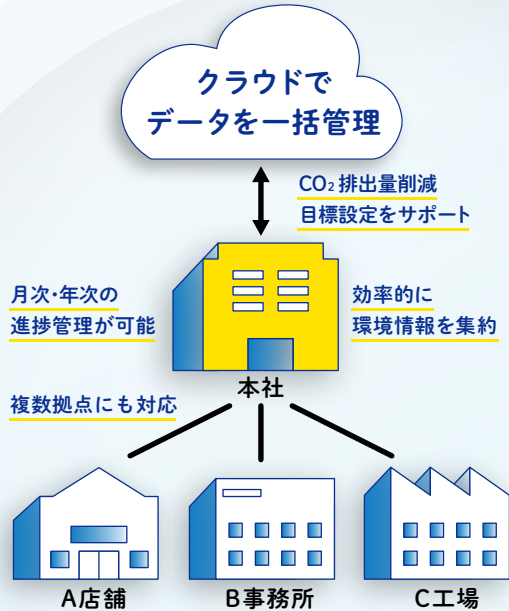 クラウドで
データを一括管理
CO₂排出量削減
目標設定をサポート
月次・年次の
進捗管理が可能
効率的に
環境情報を集約
本社
複数拠点にも対応
A店舗
B事務所
C工場